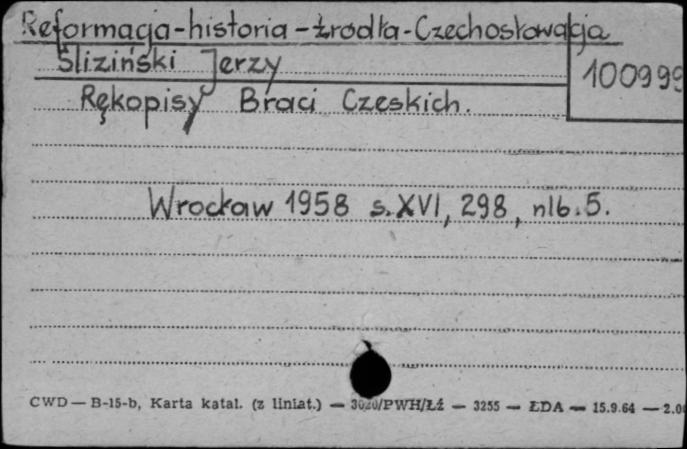 Reformacja-historia-źródła-Czechosłowacja
Śliziński Jerzy
100999
Rękopisy Braci Czeskich.
Wrocław 1958 s.XVI, 298, nlb.5.
CWD — B-15-b, Karta katal. (z liniat.) — 3020/PWH/Łź — 3255 — ŁDA — 15.9.64 — 2.0